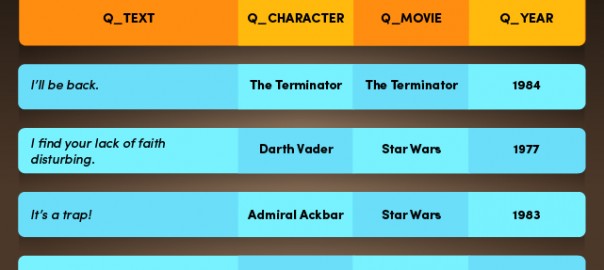 Q_TEXT Q_CHARACTER Q_MOVIE Q_YEAR
I'll be back. The Terminator The Terminator 1984
I find your lack of faith
disturbing. Darth Vader Star Wars 1977
It's a trap! Admiral Ackbar Star Wars 1983